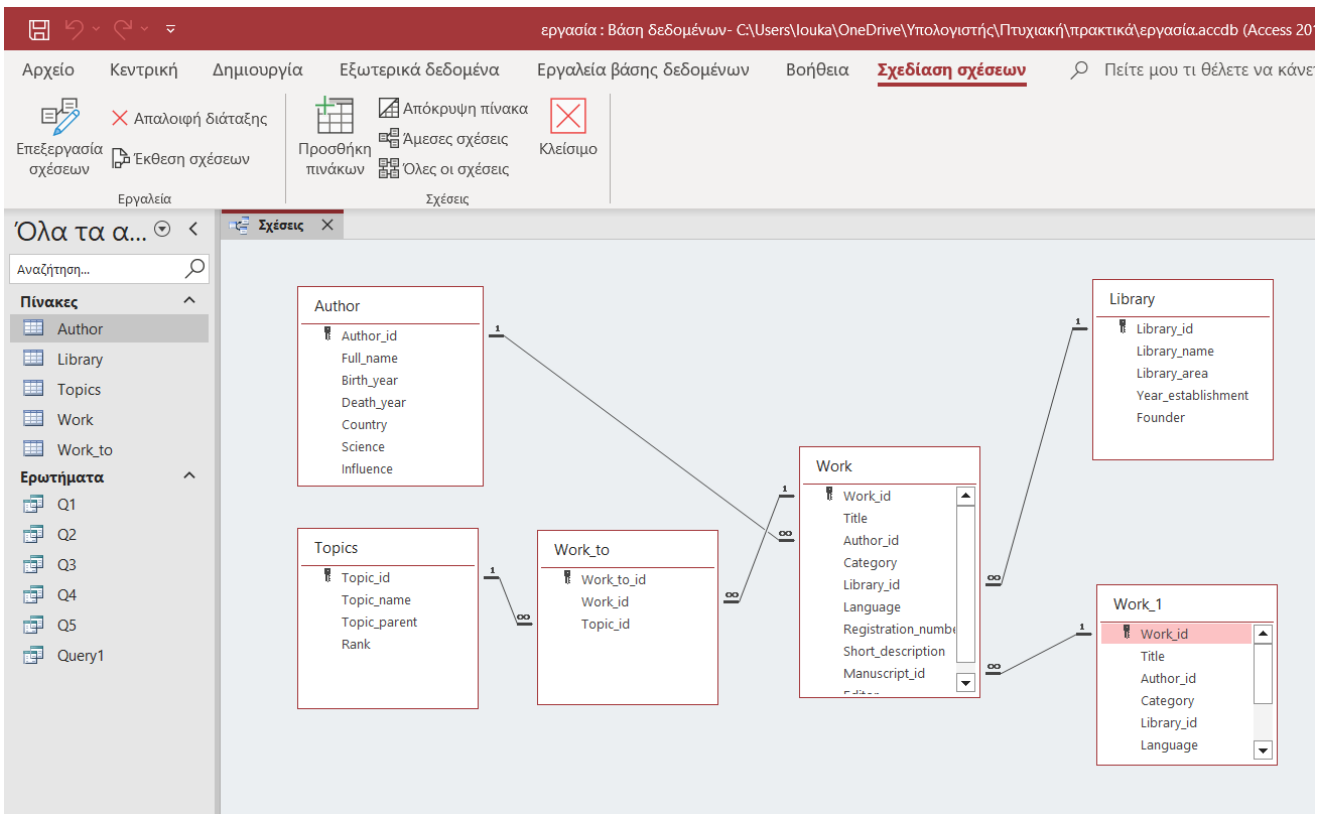 εργασία : Βάση δεδομένων- C:\Users\louka\OneDrive\Υπολογιστής\Πτυχιακή\πρακτικά\εργασία.accdb (Access 20
Αρχείο Κεντρική Δημιουργία Εξωτερικά δεδομένα Εργαλεία βάσης δεδομένων Βοήθεια Σχεδίαση σχέσεων Πείτε μου τι θέλετε να κάνε
Επεξεργασία σχέσεων
Απαλοιφή διάταξης
Έκθεση σχέσεων
Εργαλεία
Προσθήκη πινάκων
Απόκρυψη πίνακα
Άμεσες σχέσεις
Όλες οι σχέσεις
Κλείσιμο
Σχέσεις
Όλα τα α...
Αναζήτηση...
Πίνακες
Author
Library
Topics
Work
Work_to
Ερωτήματα
Q1
Q2
Q3
Q4
Q5
Query1
Σχέσεις
Author
Author_id
Full_name
Birth_year
Death_year
Country
Science
Influence
1
∞
Topics
Topic_id
Topic_name
Topic_parent
Rank
1
∞
Work_to
Work_to_id
Work_id
Topic_id
∞
1
Work
Work_id
Title
Author_id
Category
Library_id
Language
Registration_numbe
Short_description
Manuscript_id
Editor
∞
1
∞
1
Library
Library_id
Library_name
Library_area
Year_establishment
Founder
Work_1
Work_id
Title
Author_id
Category
Library_id
Language